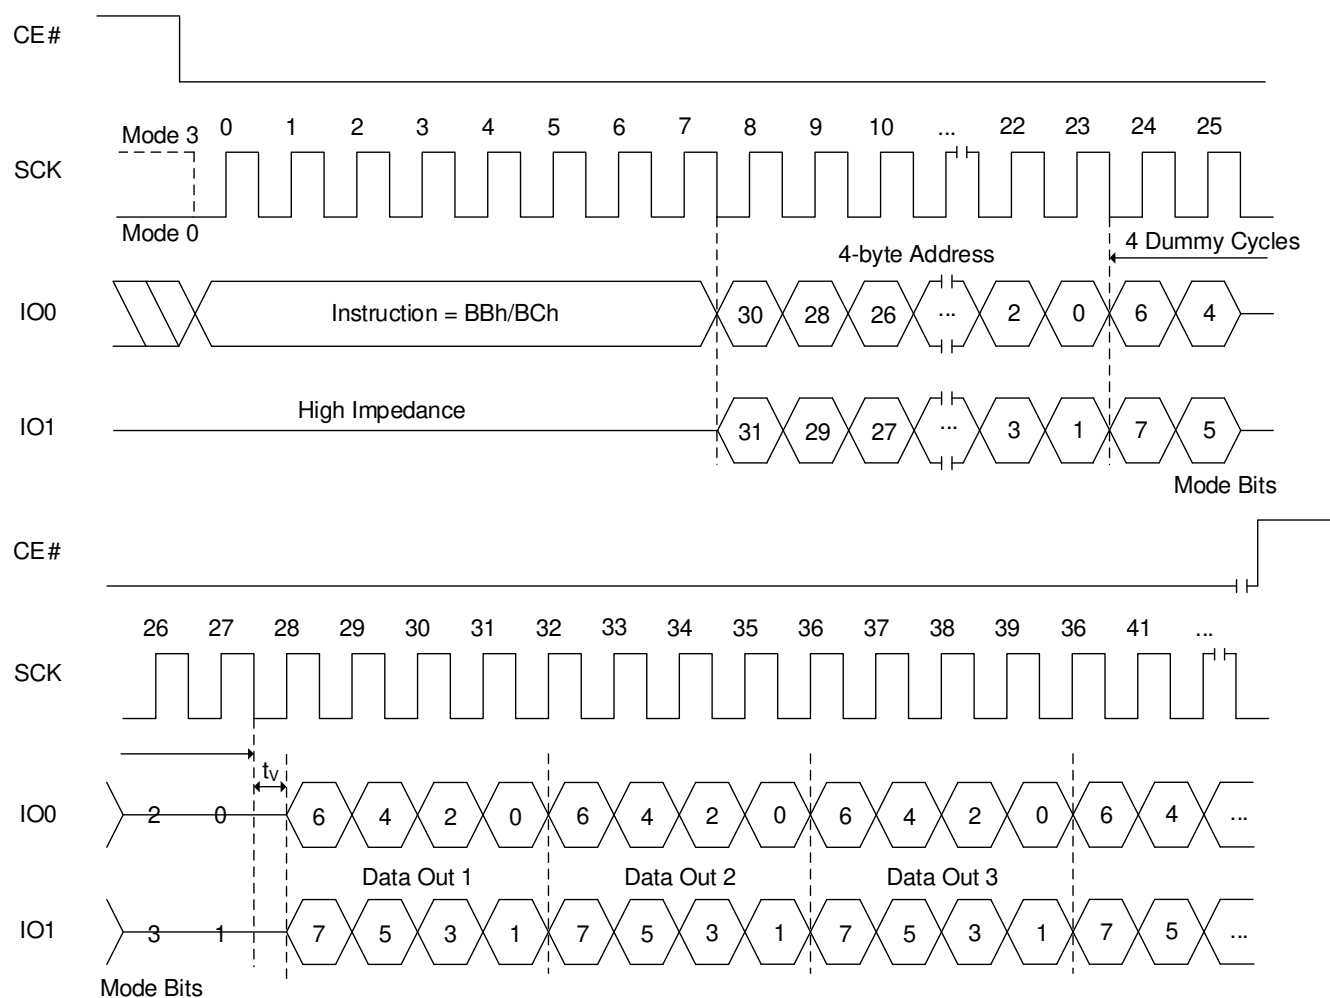 CE#
Mode 3 0 1 2 3 4 5 6 7 8 9 10 ... 22 23 24 25
SCK
Mode 0
4-byte Address 4 Dummy Cycles
IO0 Instruction = BBh/BCh 30 28 26 ... 2 0 6 4
High Impedance
IO1 31 29 27 ... 3 1 7 5
Mode Bits
CE#
26 27 28 29 30 31 32 33 34 35 36 37 38 39 36 41 ...
SCK
tV
IO0 2 0 6 4 2 0 6 4 2 0 6 4 2 0 6 4 ...
Data Out 1 Data Out 2 Data Out 3
IO1 3 1 7 5 3 1 7 5 3 1 7 5 3 1 7 5 ...
Mode Bits